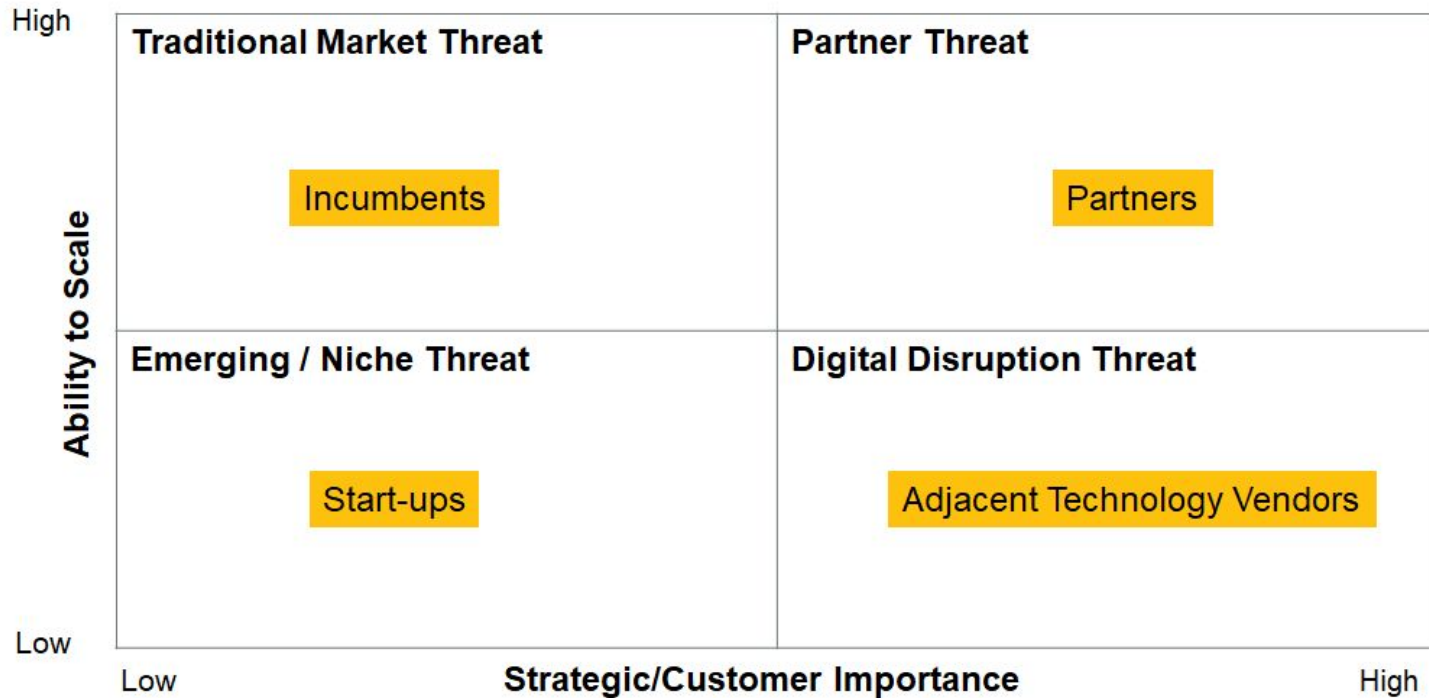 High
Traditional Market Threat
Partner Threat
Incumbents
Partners
Ability to Scale
Emerging / Niche Threat
Digital Disruption Threat
Start-ups
Adjacent Technology Vendors
Low
Low
Strategic/Customer Importance
High